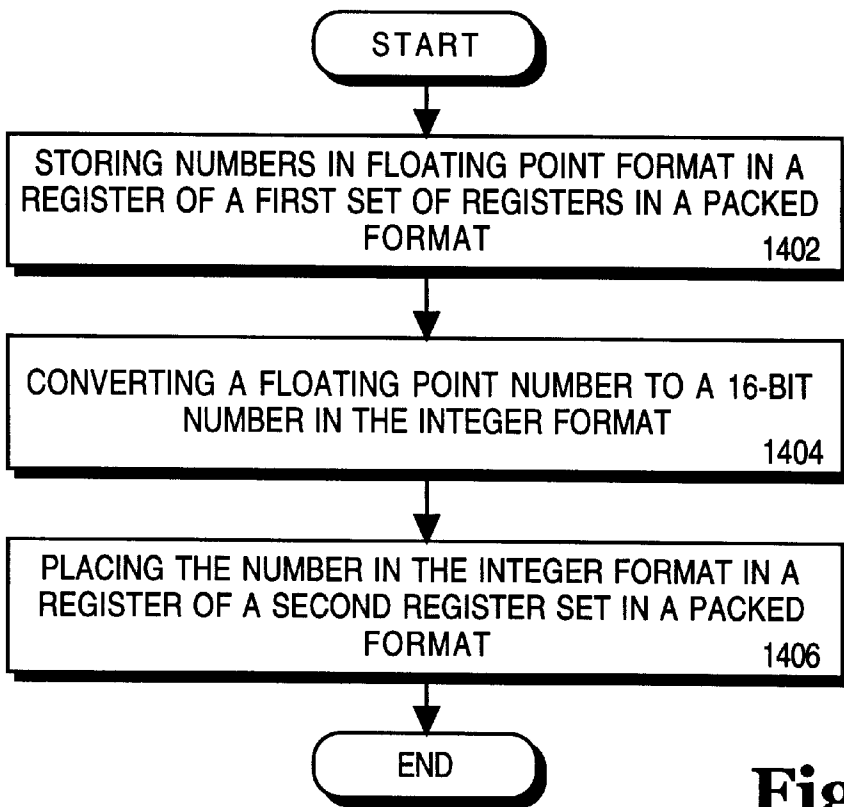 START
STORING NUMBERS IN FLOATING POINT FORMAT IN A
REGISTER OF A FIRST SET OF REGISTERS IN A PACKED
FORMAT
1402
CONVERTING A FLOATING POINT NUMBER TO A 16-BIT
NUMBER IN THE INTEGER FORMAT
1404
PLACING THE NUMBER IN THE INTEGER FORMAT IN A
REGISTER OF A SECOND REGISTER SET IN A PACKED
FORMAT
1406
END
Fig